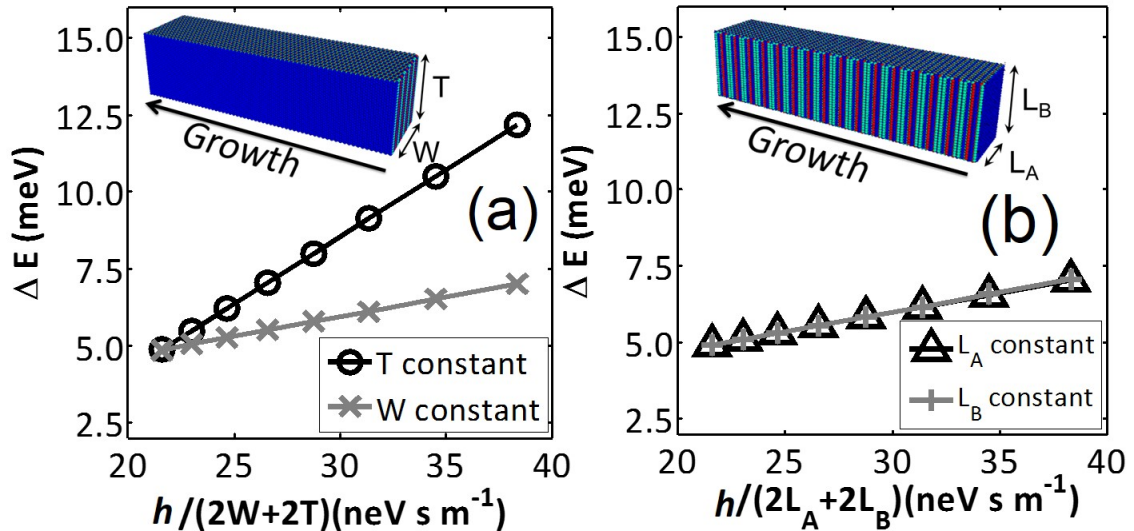 15.0
12.5
10.0
7.5
5.0
2.5
Δ E (meV)
T
W
Growth
(a)
T constant
W constant
20
25
30
35
40
h/(2W+2T)(neV s m⁻¹)
15.0
12.5
10.0
7.5
5.0
2.5
Δ E (meV)
L_B
L_A
Growth
(b)
L_A constant
L_B constant
20
25
30
35
40
h/(2L_A+2L_B)(neV s m⁻¹)